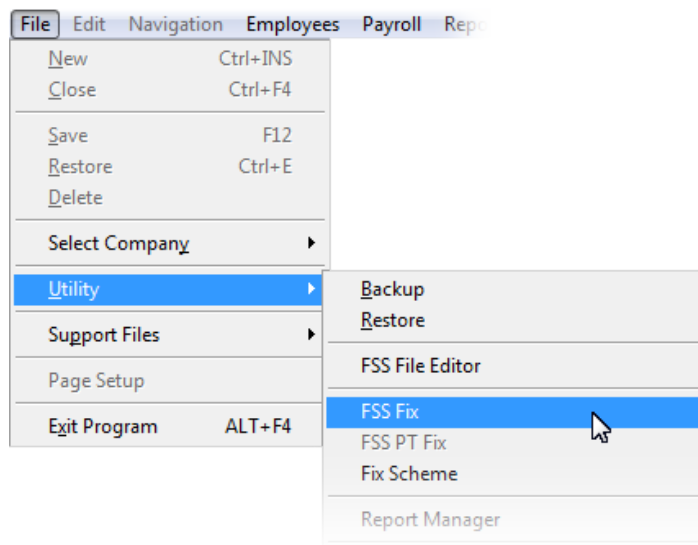 File Edit Navigation Employees Payroll
New Ctrl+INS
Close Ctrl+F4
Save F12
Restore Ctrl+E
Delete
Select Company
Utility
Support Files
Page Setup
Exit Program ALT+F4
Backup
Restore
FSS File Editor
FSS Fix
FSS PT Fix
Fix Scheme
Report Manager